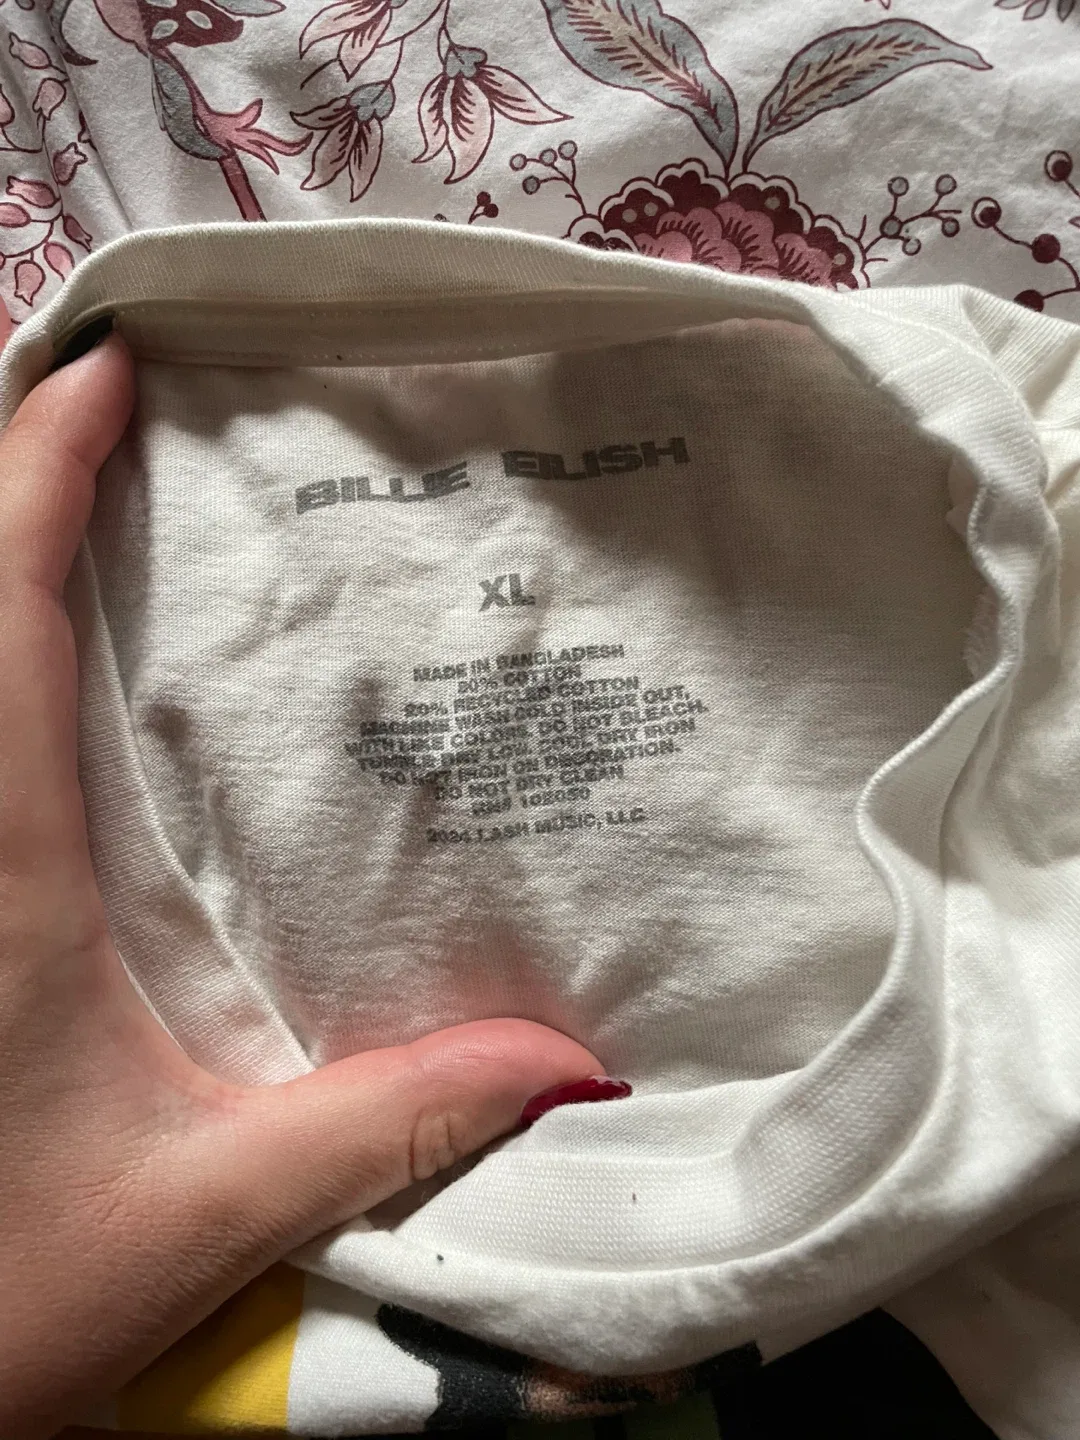 BILLIE EILISH
XL
MADE IN BANGLADESH
80% COTTON
20% RECYCLED COTTON
MACHINE WASH COLD INSIDE OUT,
WITH LIKE COLORS. DO NOT BLEACH.
TUMBLE DRY LOW. COOL DRY IRON
DO NOT IRON ON DECORATION.
DO NOT DRY CLEAN
RN# 102050
2024 LASH MUSIC, LLC